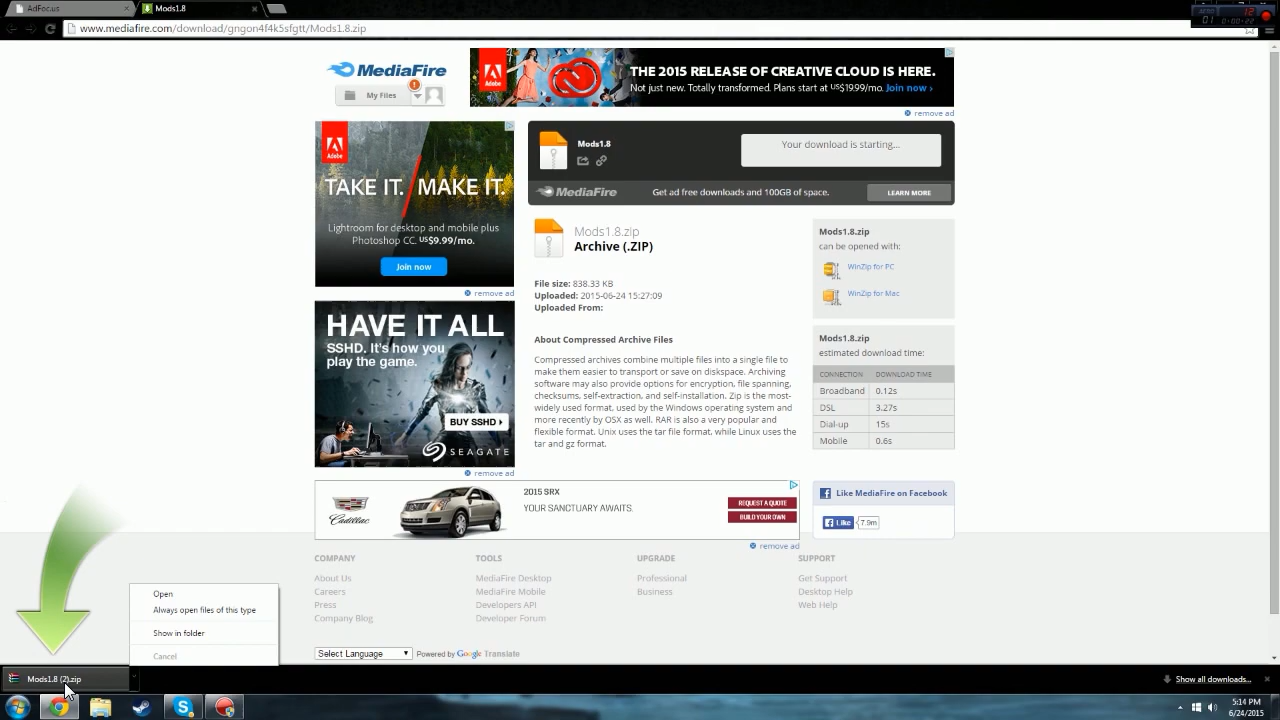 AdFoc.us
Mods1.8
www.mediafire.com/download/gngon4f4k5sfgtt/Mods1.8.zip
12
01 0:00:22
MediaFire
My Files
!
Adobe
THE 2015 RELEASE OF CREATIVE CLOUD IS HERE.
Not just new. Totally transformed. Plans start at US$19.99/mo. Join now ›
remove ad
Adobe
TAKE IT. MAKE IT.
Lightroom for desktop and mobile plus
Photoshop CC. US$9.99/mo.
Join now
remove ad
Mods1.8
Your download is starting...
MediaFire
Get ad free downloads and 100GB of space.
LEARN MORE
Mods1.8.zip
Archive (.ZIP)
File size: 838.33 KB
Uploaded: 2015-06-24 15:27:09
Uploaded From:
About Compressed Archive Files
Compressed archives combine multiple files into a single file to
make them easier to transport or save on diskspace. Archiving
software may also provide options for encryption, file spanning,
checksums, self-extraction, and self-installation. Zip is the most-
widely used format, used by the Windows operating system and
more recently by OSX as well. RAR is also a very popular and
flexible format. Unix uses the tar file format, while Linux uses the
tar and gz format.
Mods1.8.zip
can be opened with:
WinZip for PC
WinZip for Mac
Mods1.8.zip
estimated download time:
CONNECTION DOWNLOAD TIME
Broadband 0.12s
DSL 3.27s
Dial-up 15s
Mobile 0.6s
HAVE IT ALL
SSHD. It's how you
play the game.
BUY SSHD
SEAGATE
remove ad
Cadillac
2015 SRX
YOUR SANCTUARY AWAITS.
REQUEST A QUOTE
BUILD YOUR OWN
remove ad
Like MediaFire on Facebook
Like 7.9m
COMPANY
About Us
Careers
Press
Company Blog
TOOLS
MediaFire Desktop
MediaFire Mobile
Developers API
Developer Forum
UPGRADE
Professional
Business
SUPPORT
Get Support
Desktop Help
Web Help
Select Language
Powered by Google Translate
Open
Always open files of this type
Show in folder
Cancel
Mods1.8 (2).zip
Show all downloads...
5:14 PM
6/24/2015